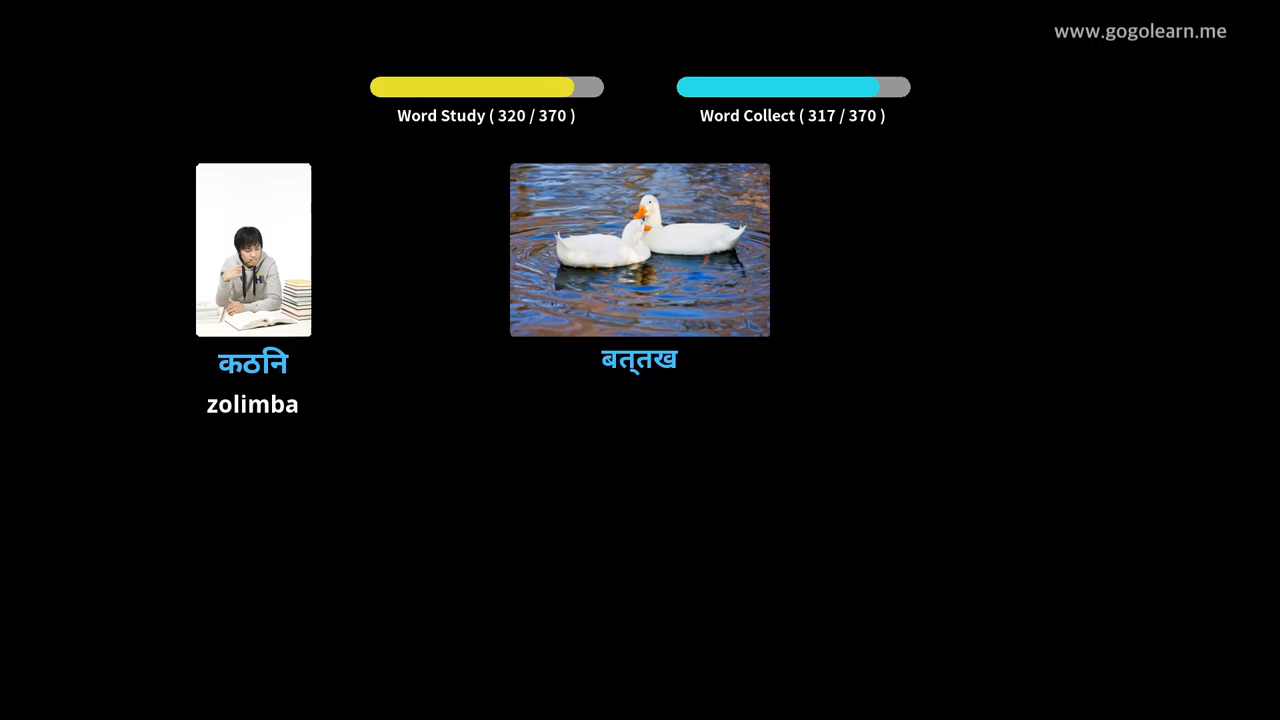 www.gogolearn.me
Word Study ( 320 / 370 )
Word Collect ( 317 / 370 )
कठनि
बत्‌तख
zolimba